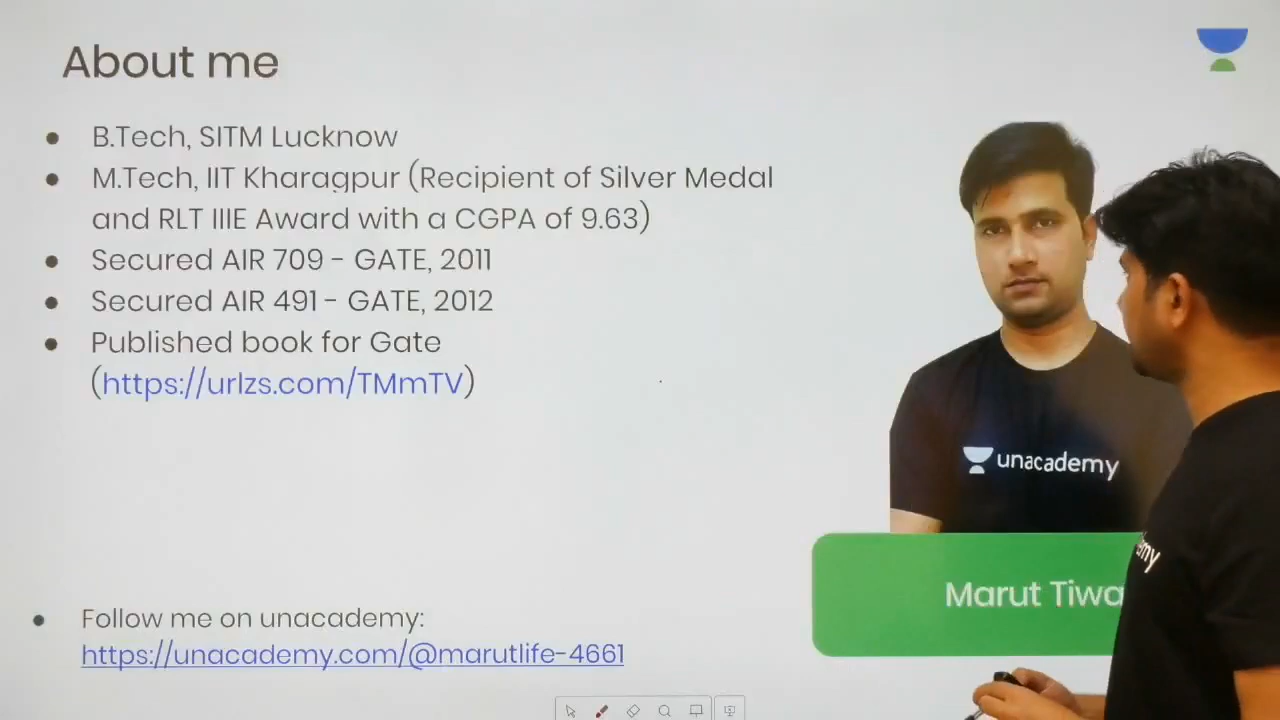 About me
B.Tech, SITM Lucknow
M.Tech, IIT Kharagpur (Recipient of Silver Medal
and RLT IIIE Award with a CGPA of 9.63)
Secured AIR 709 - GATE, 2011
Secured AIR 491 - GATE, 2012
Published book for Gate
(https://urlzs.com/TMmTV)
unacademy
Marut Tiwa
my
Follow me on unacademy:
https://unacademy.com/@marutlife-4661